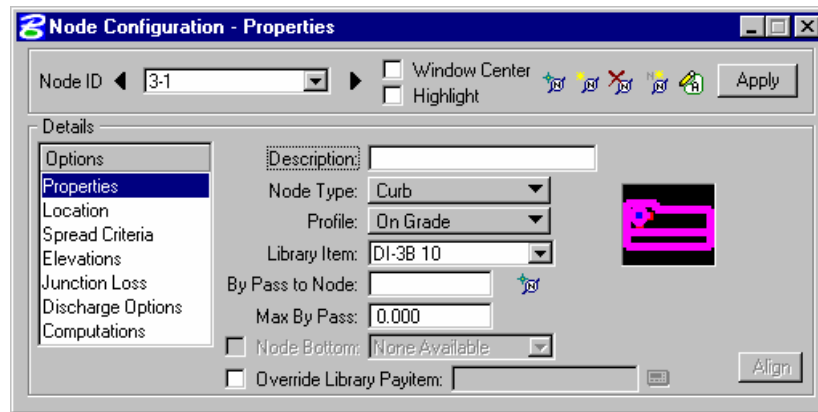 Node Configuration - Properties
Node ID 3-1 Window Center Apply
Highlight
Details
Options
Properties
Location
Spread Criteria
Elevations
Junction Loss
Discharge Options
Computations
Description:
Node Type: Curb
Profile: On Grade
Library Item: DI-3B 10
By Pass to Node:
Max By Pass: 0.000
Node Bottom: None Available
Override Library Payitem:
Align